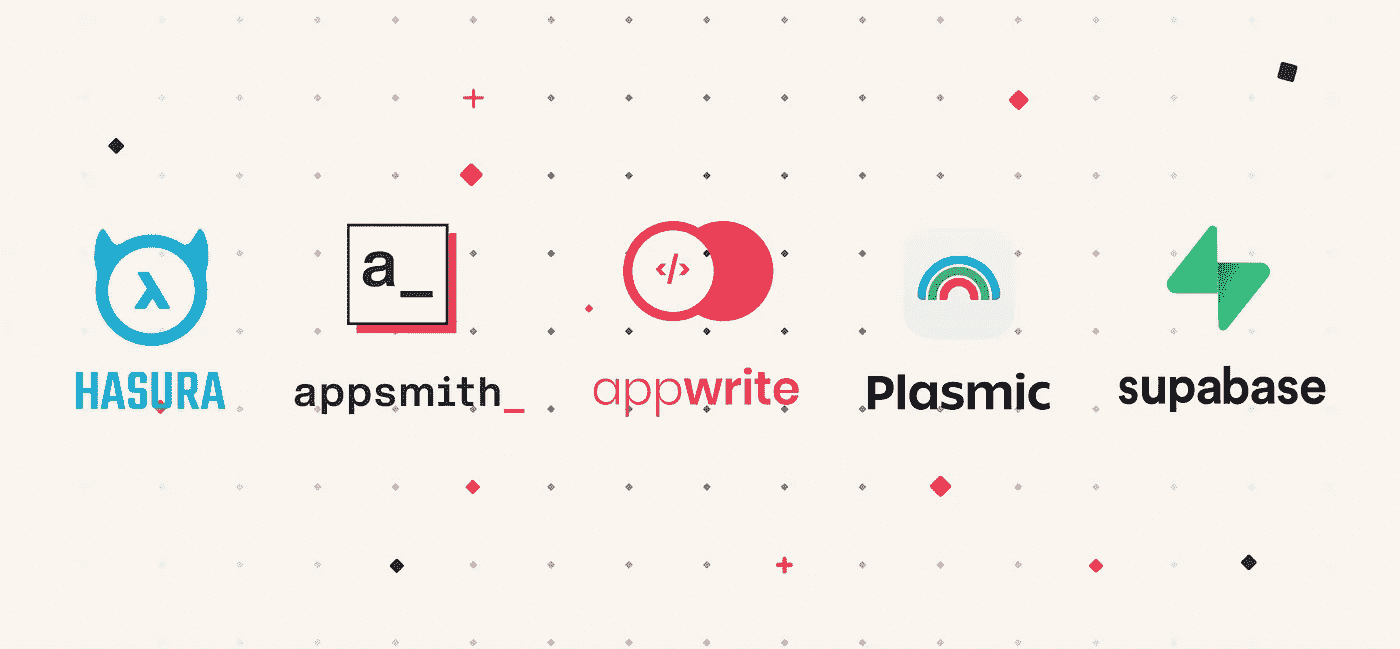 λ
a_
</>
HASURA
appsmith_
appwrite
Plasmic
supabase